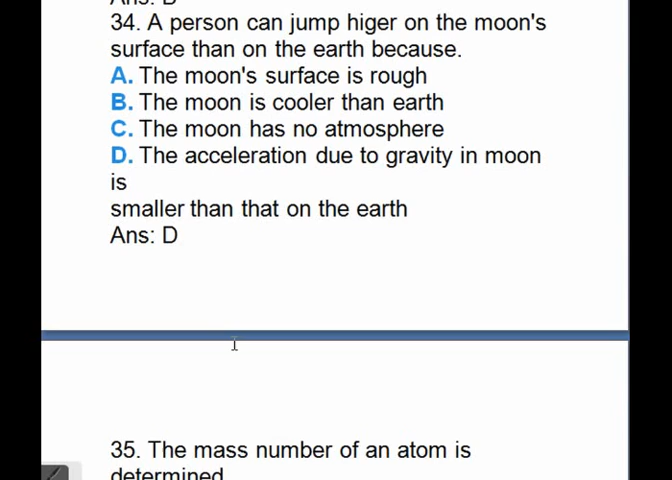 Ans: D
34. A person can jump higer on the moon's
surface than on the earth because.
A. The moon's surface is rough
B. The moon is cooler than earth
C. The moon has no atmosphere
D. The acceleration due to gravity in moon
is
smaller than that on the earth
Ans: D
35. The mass number of an atom is
determined